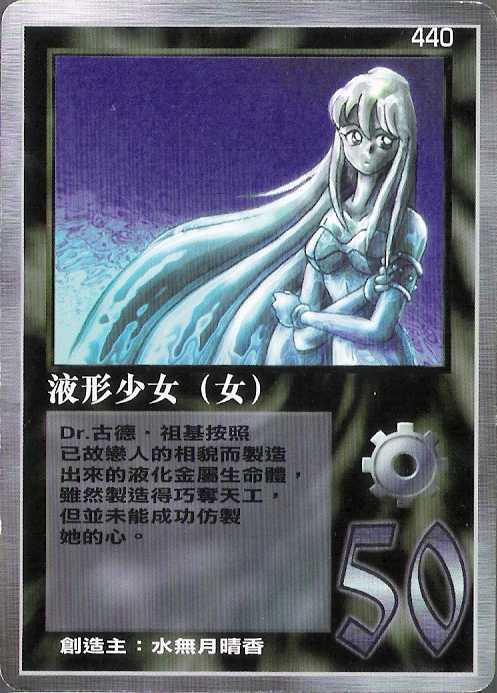 440
液形少女（女）
Dr.古德・祖基按照
已故戀人的相貌而製造
出來的液化金屬生命體，
雖然製造得巧奪天工，
但並未能成功仿製
她的心。
50
創造主：水無月晴香